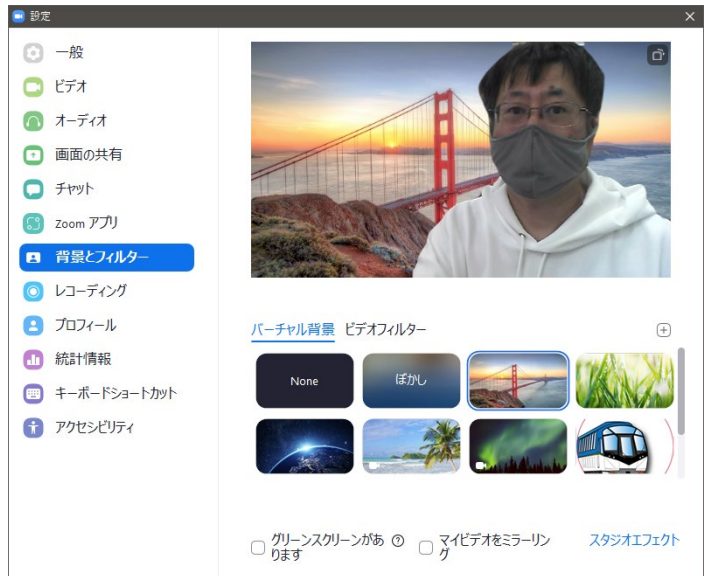 設定
一般
ビデオ
オーディオ
画面の共有
チャット
Zoom アプリ
背景とフィルター
レコーディング
プロフィール
統計情報
キーボードショートカット
アクセシビリティ
バーチャル背景 ビデオフィルター
None ぼかし
グリーンスクリーンがあ
ります
マイビデオをミラーリン
グ
スタジオエフェクト